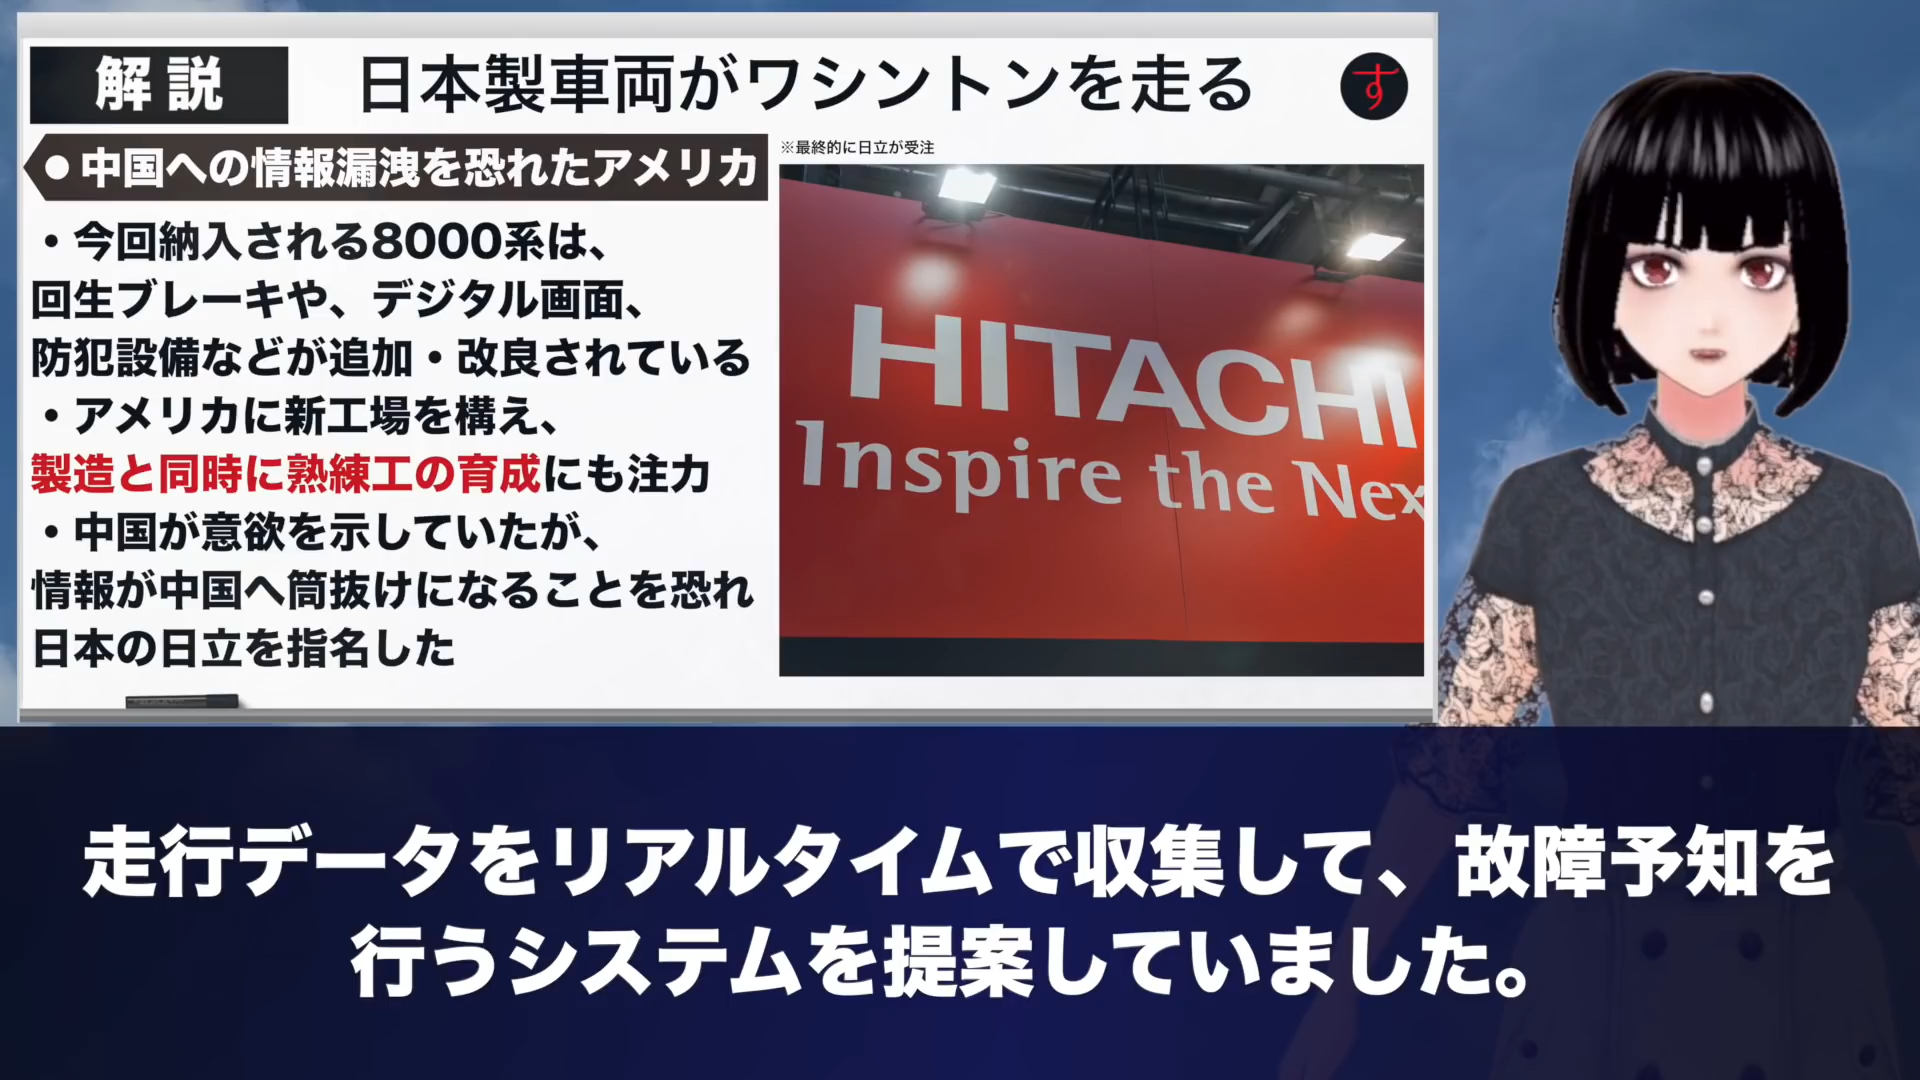 解説
日本製車両がワシントンを走る
す
●中国への情報漏洩を恐れたアメリカ
※最終的に日立が受注
・今回納入される8000系は、
回生ブレーキや、デジタル画面、
防犯設備などが追加・改良されている
・アメリカに新工場を構え、
製造と同時に熟練工の育成にも注力
・中国が意欲を示していたが、
情報が中国へ筒抜けになることを恐れ
日本の日立を指名した
HITACHI
Inspire the Nex
走行データをリアルタイムで収集して、故障予知を
行うシステムを提案していました。